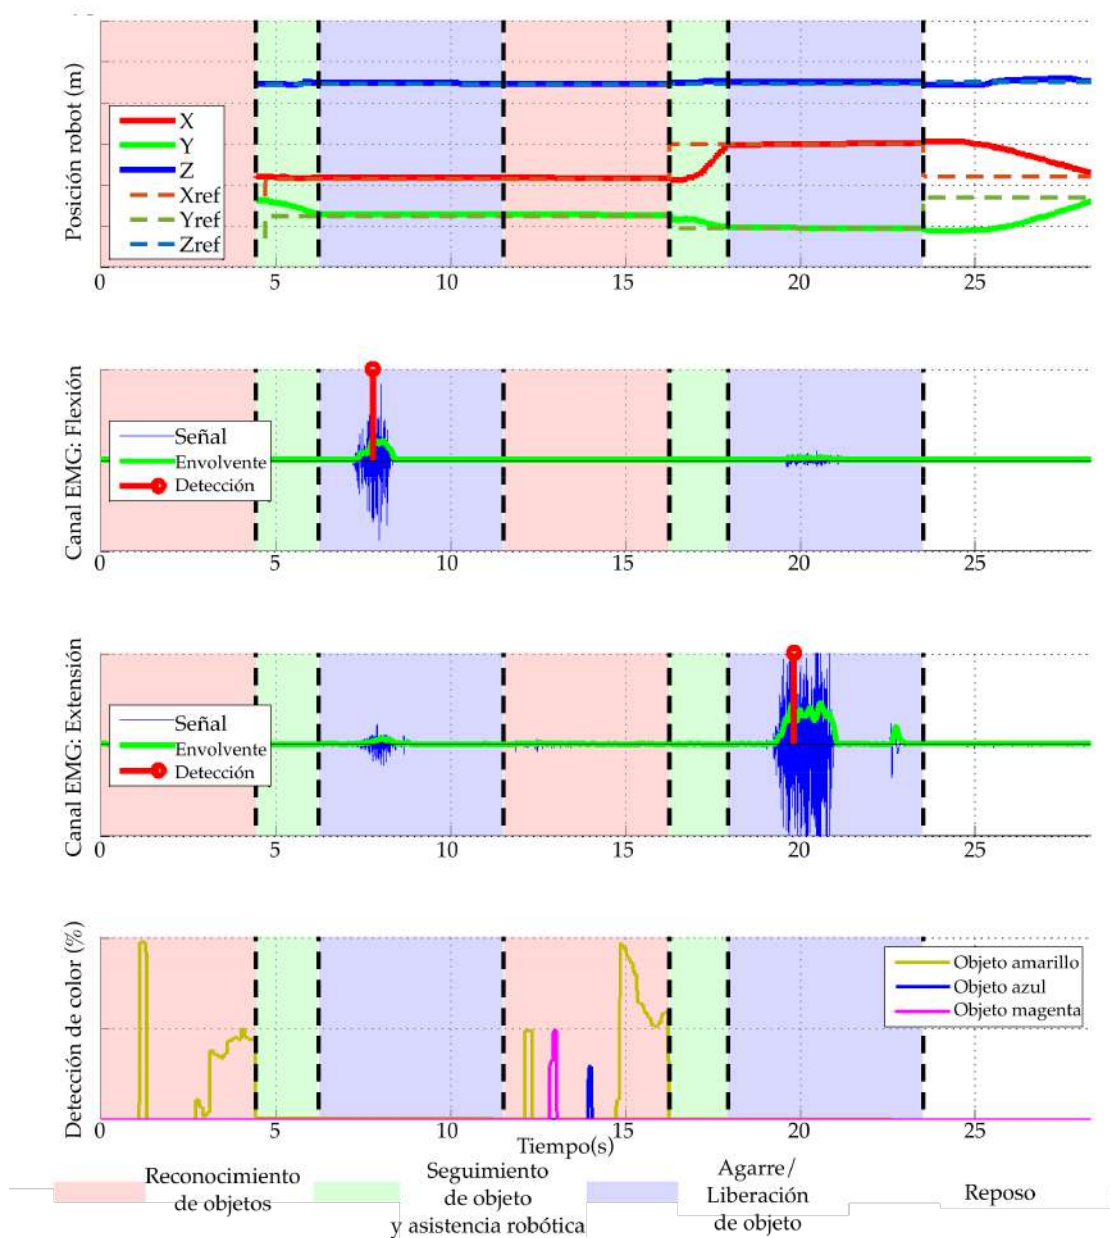 Posición robot (m)
X
Y
Z
Xref
Yref
Zref
0
5
10
15
20
25
Canal EMG: Flexión
Señal
Envolvente
Detección
0
5
10
15
20
25
Canal EMG: Extensión
Señal
Envolvente
Detección
0
5
10
15
20
25
Detección de color (%)
Objeto amarillo
Objeto azul
Objeto magenta
0
5
10
15
20
25
Tiempo(s)
Reconocimiento
de objetos
Seguimiento
de objeto
y asistencia robótica
Agarre/
Liberación
de objeto
Reposo